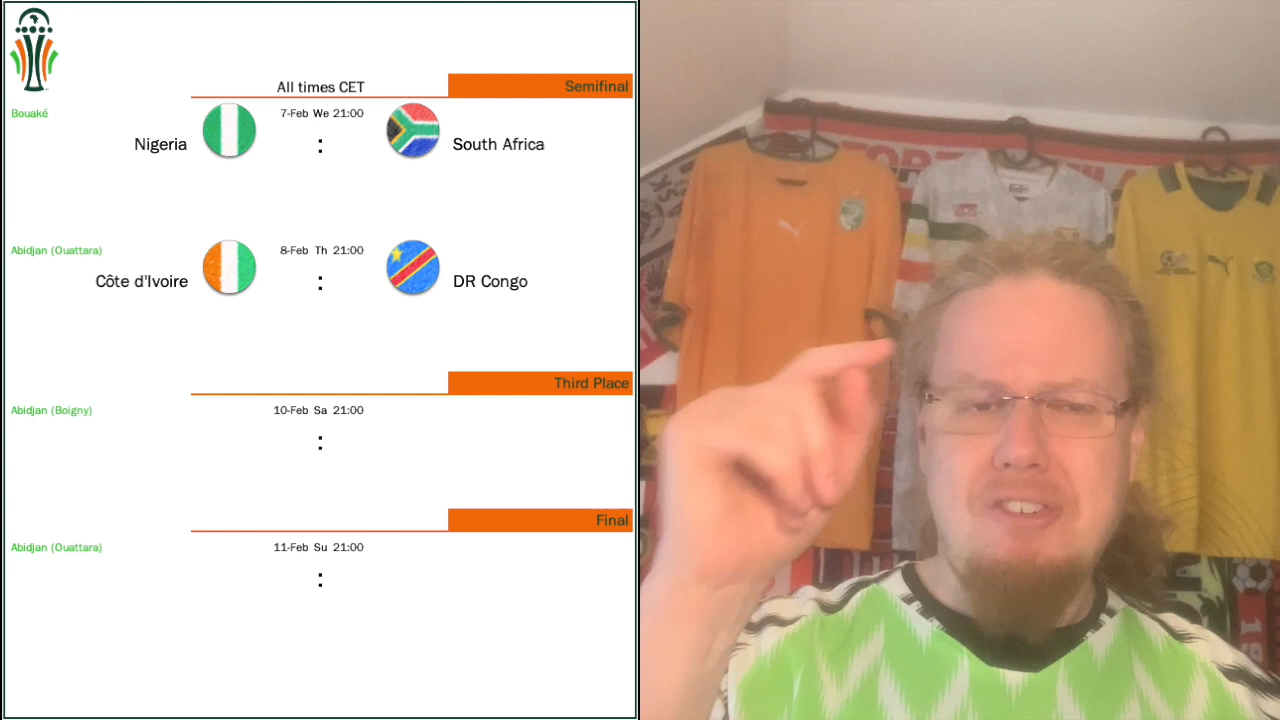 All times CET
Semifinal
Bouaké
7-Feb We 21:00
Nigeria
:
South Africa
Abidjan (Ouattara)
8-Feb Th 21:00
Côte d'Ivoire
:
DR Congo
Third Place
Abidjan (Boigny)
10-Feb Sa 21:00
:
Final
Abidjan (Ouattara)
11-Feb Su 21:00
: